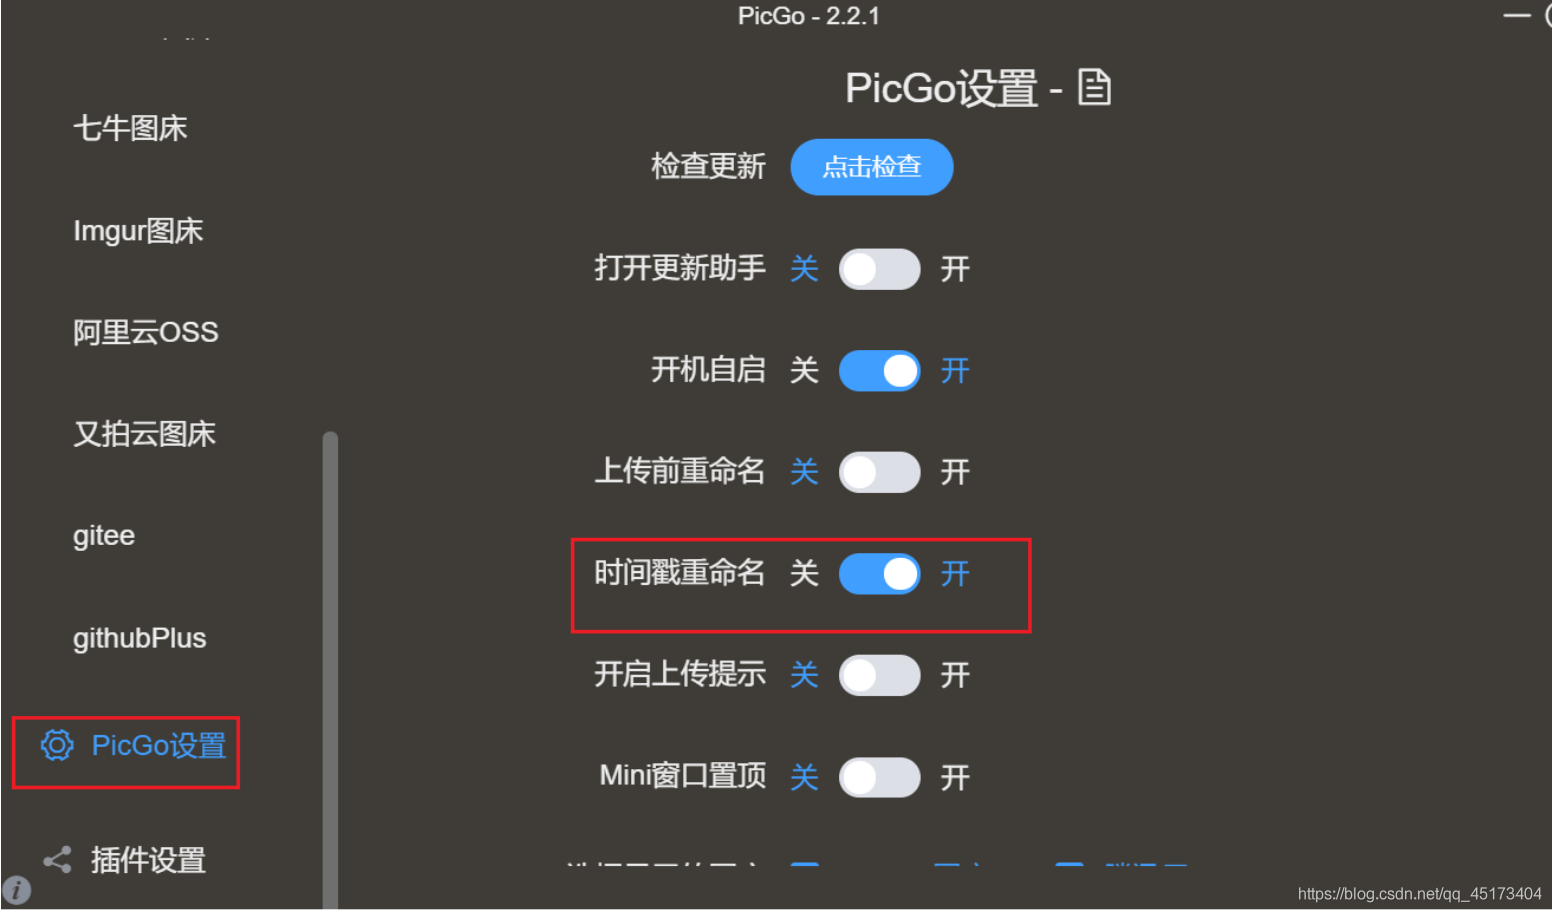 PicGo - 2.2.1
七牛图床
Imgur图床
阿里云OSS
又拍云图床
gitee
githubPlus
PicGo设置
插件设置
PicGo设置 -
检查更新 点击检查
打开更新助手 关 开
开机自启 关 开
上传前重命名 关 开
时间戳重命名 关 开
开启上传提示 关 开
Mini窗口置顶 关 开
https://blog.csdn.net/qq_45173404